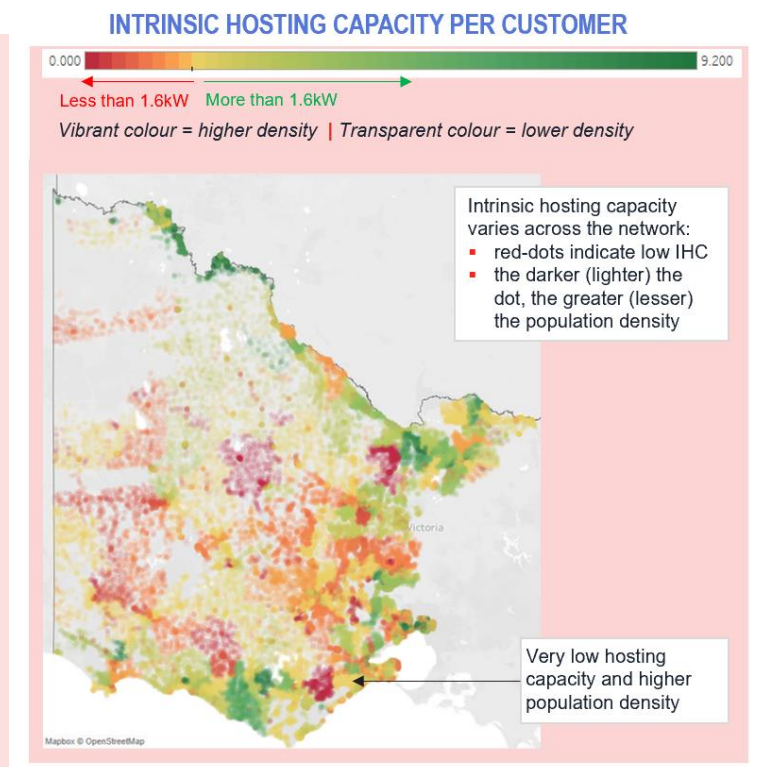 INTRINSIC HOSTING CAPACITY PER CUSTOMER
0.000
9.200
Less than 1.6kW
More than 1.6kW
Vibrant colour = higher density | Transparent colour = lower density
Intrinsic hosting capacity
varies across the network:
▪ red-dots indicate low IHC
▪ the darker (lighter) the
dot, the greater (lesser)
the population density
Victoria
Very low hosting
capacity and higher
population density
Mapbox © OpenStreetMap